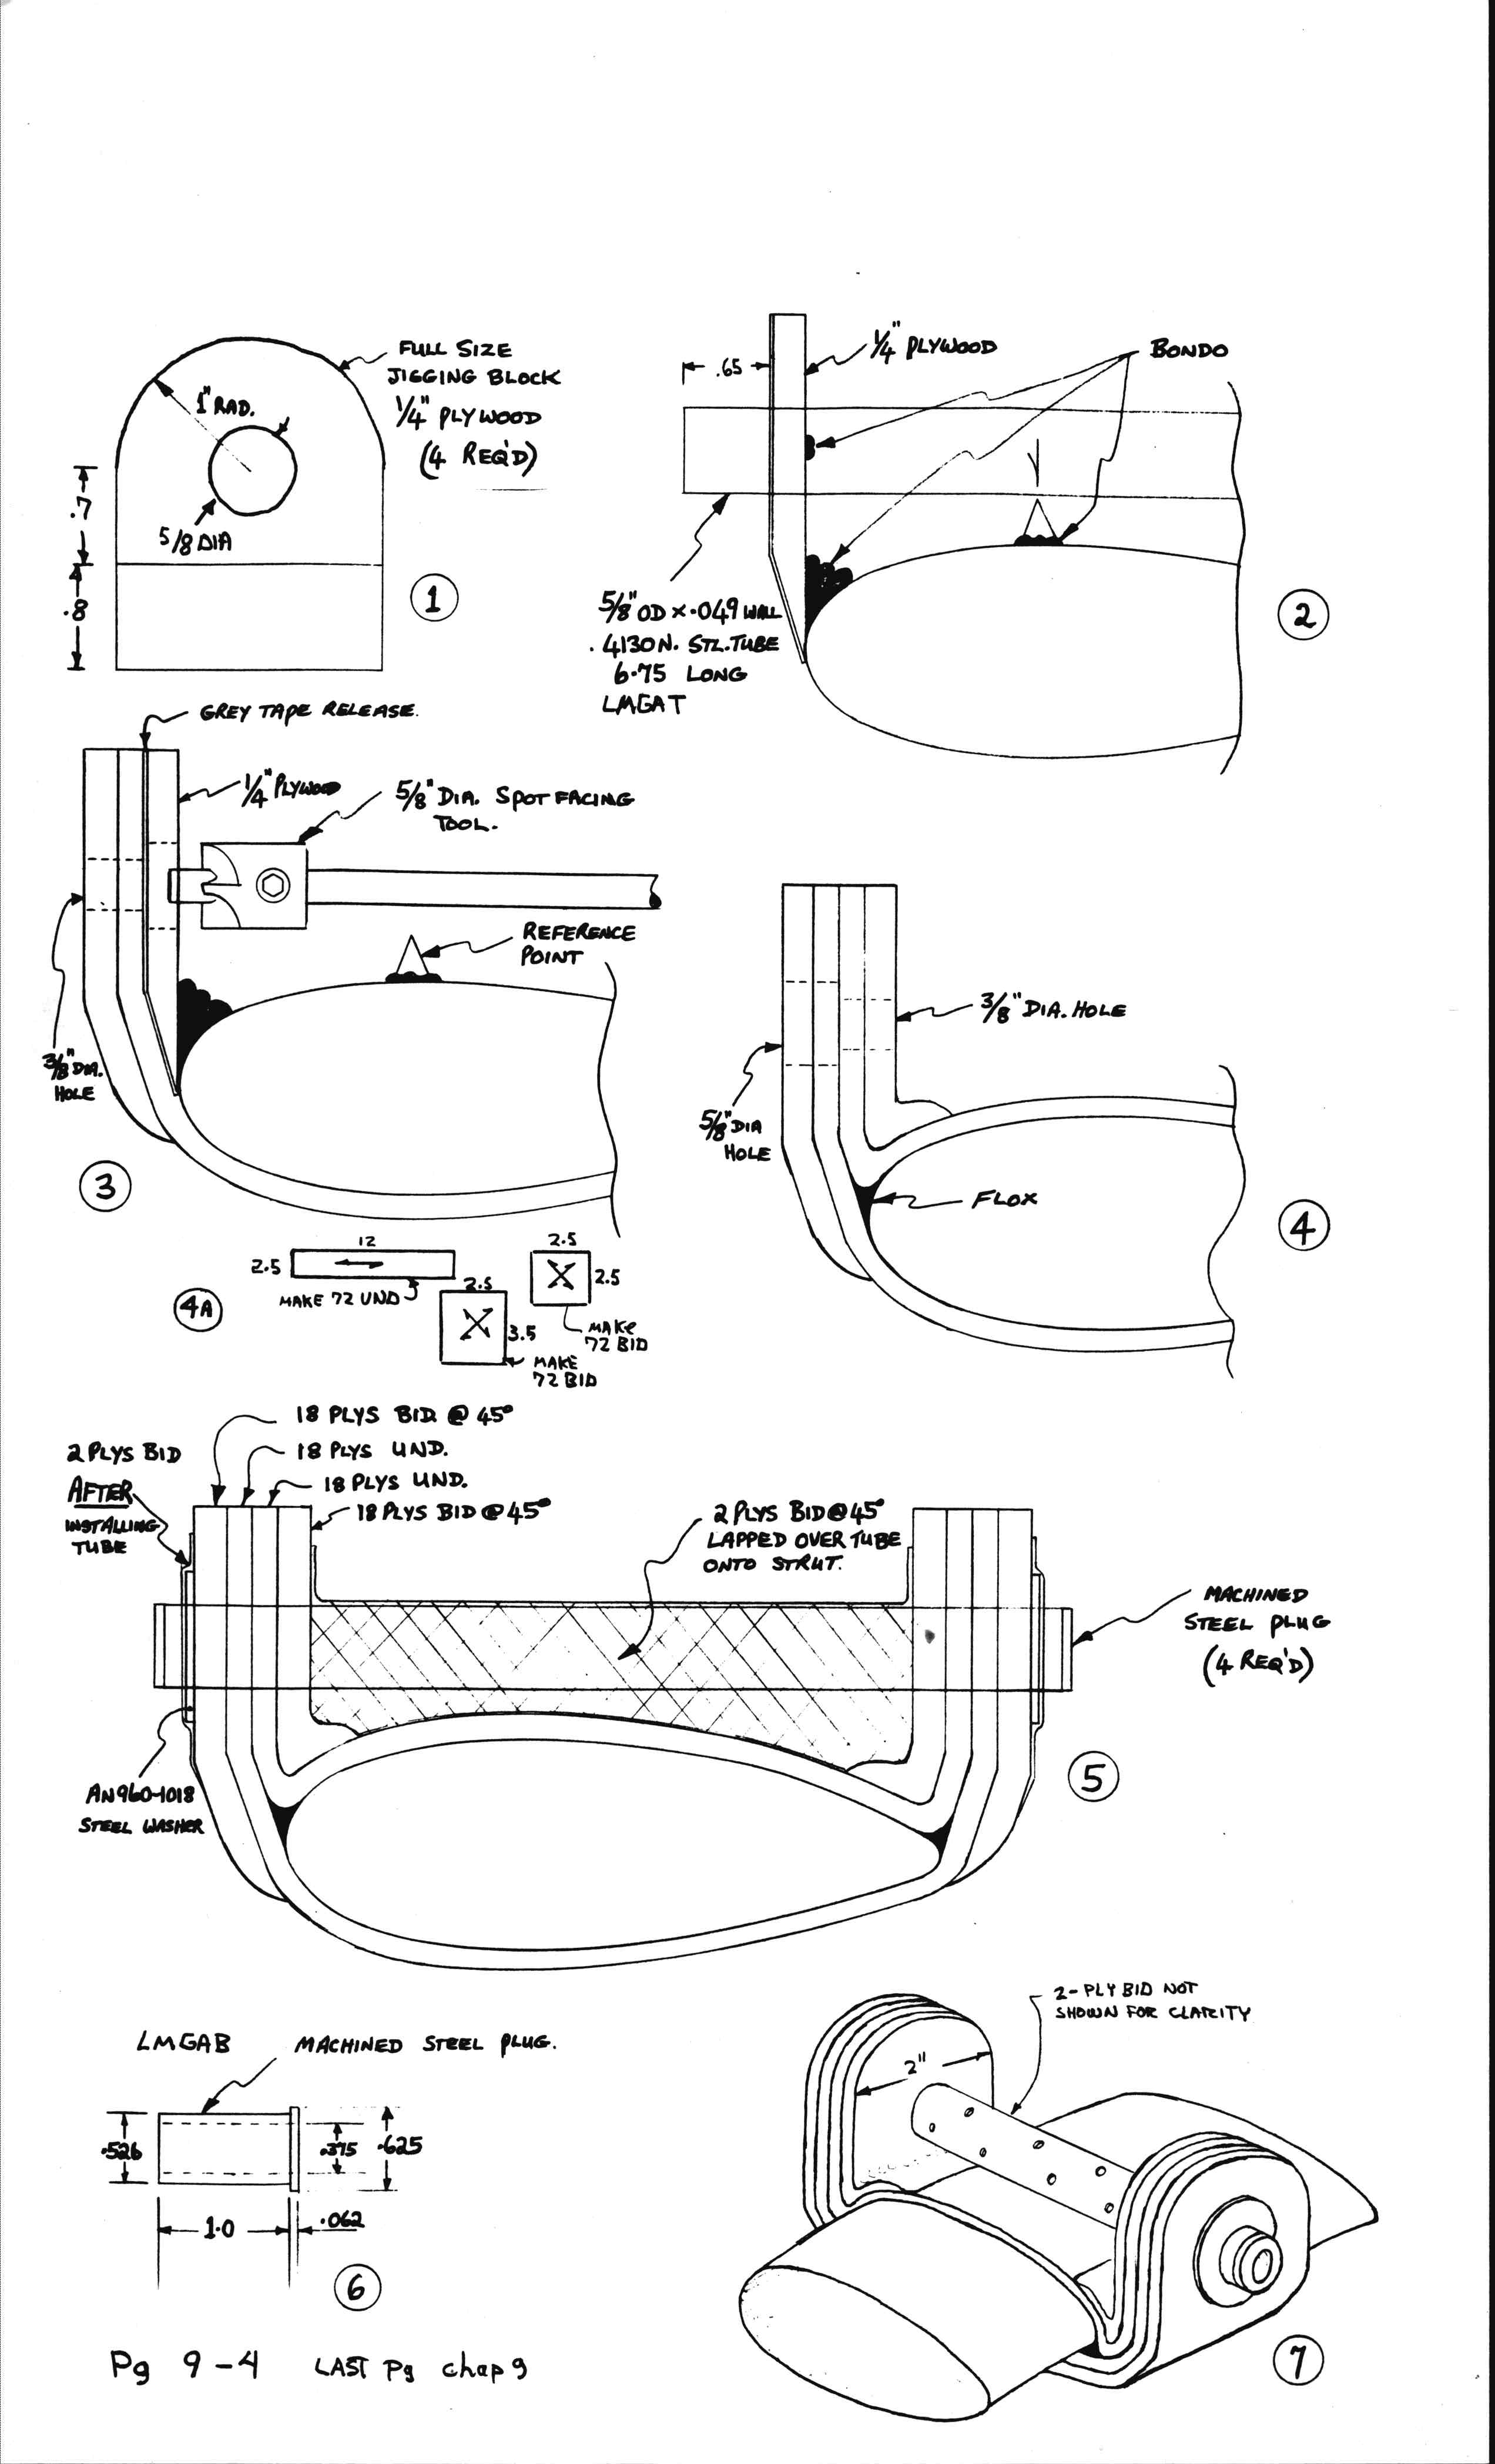 FULL SIZE
JIGGING BLOCK
1/4" PLYWOOD
(4 REQ'D)
1" RAD.
.7
5/8 DIA
.8
1
.65
1/4" PLYWOOD
BONDO
5/8" OD x .049 WALL
. 4130N. STL. TUBE
6.75 LONG
LMGAT
2
GREY TAPE RELEASE.
1/4" PLYWOOD
5/8" DIA. SPOT FACING
TOOL.
REFERENCE
POINT
3/8" DIA.
HOLE
3
3/8" DIA. HOLE
5/8" DIA
HOLE
FLOX
4
4A
12
2.5
MAKE 72 UND
2.5
3.5
MAKE
72 BID
2.5
2.5
MAKE
72 BID
18 PLYS BID @ 45°
18 PLYS UND.
18 PLYS UND.
18 PLYS BID @ 45°
2 PLYS BID
AFTER
INSTALLING
TUBE
2 PLYS BID @ 45°
LAPPED OVER TUBE
ONTO STRUT.
MACHINED
STEEL PLUG
(4 REQ'D)
AN960-1018
STEEL WASHER
5
LMGAB
MACHINED STEEL PLUG.
.526
.375
.625
1.0
.062
6
2-PLY BID NOT
SHOWN FOR CLARITY
2"
7
Pg 9-4 LAST Pg chap 9